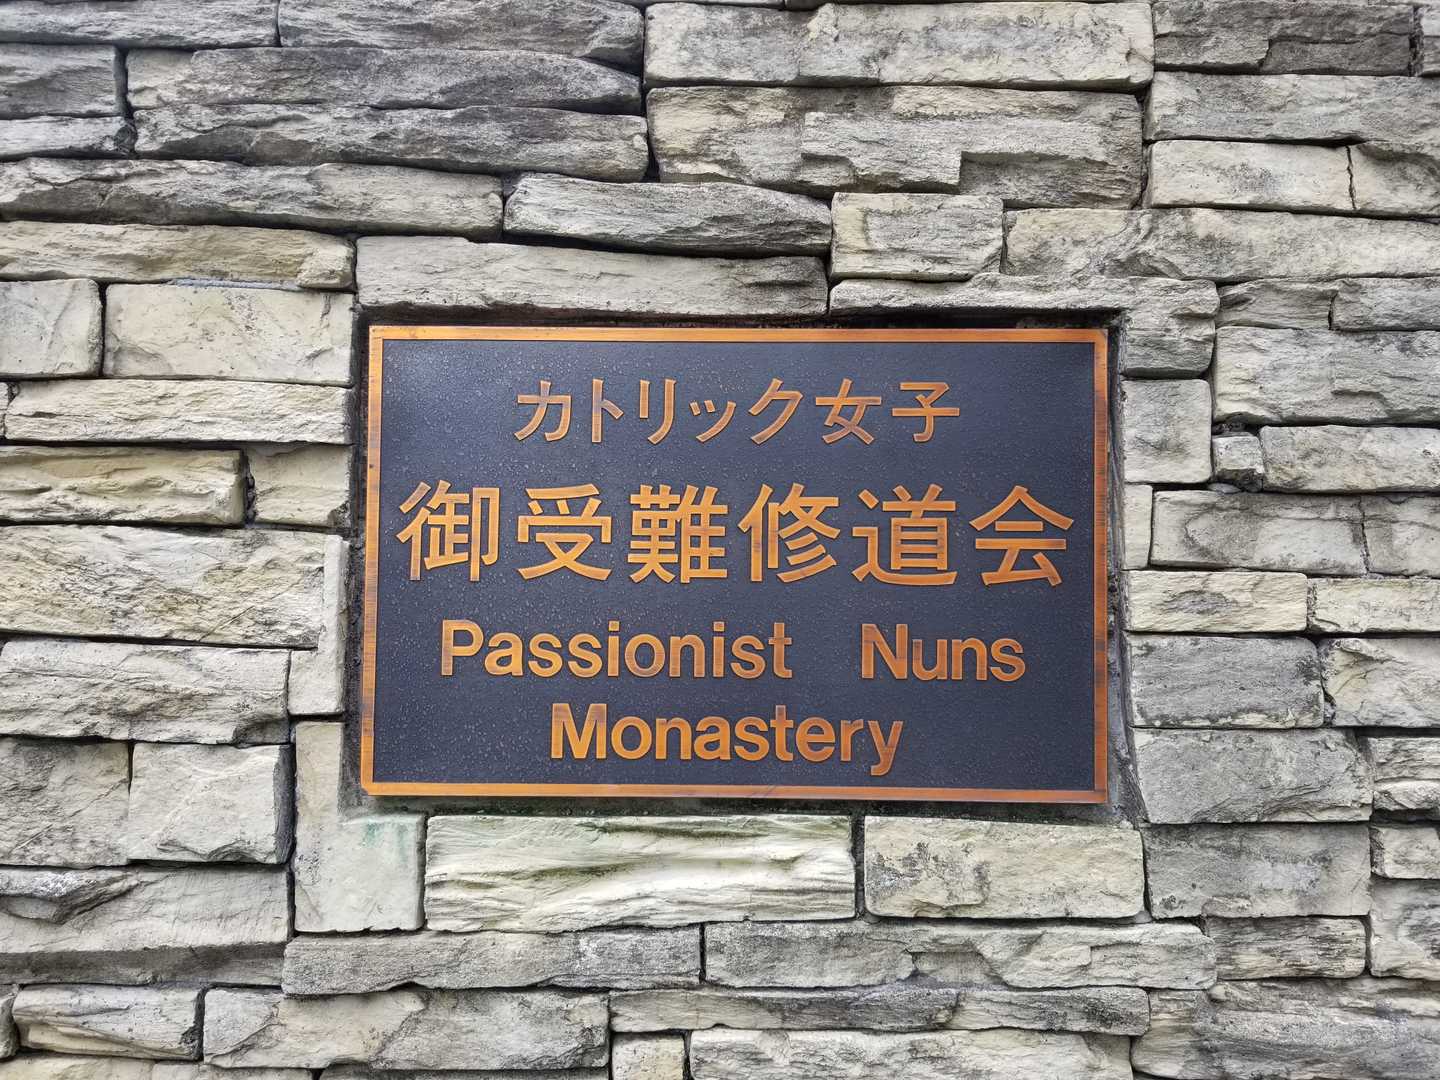 カトリック女子
御受難修道会
Passionist Nuns
Monastery